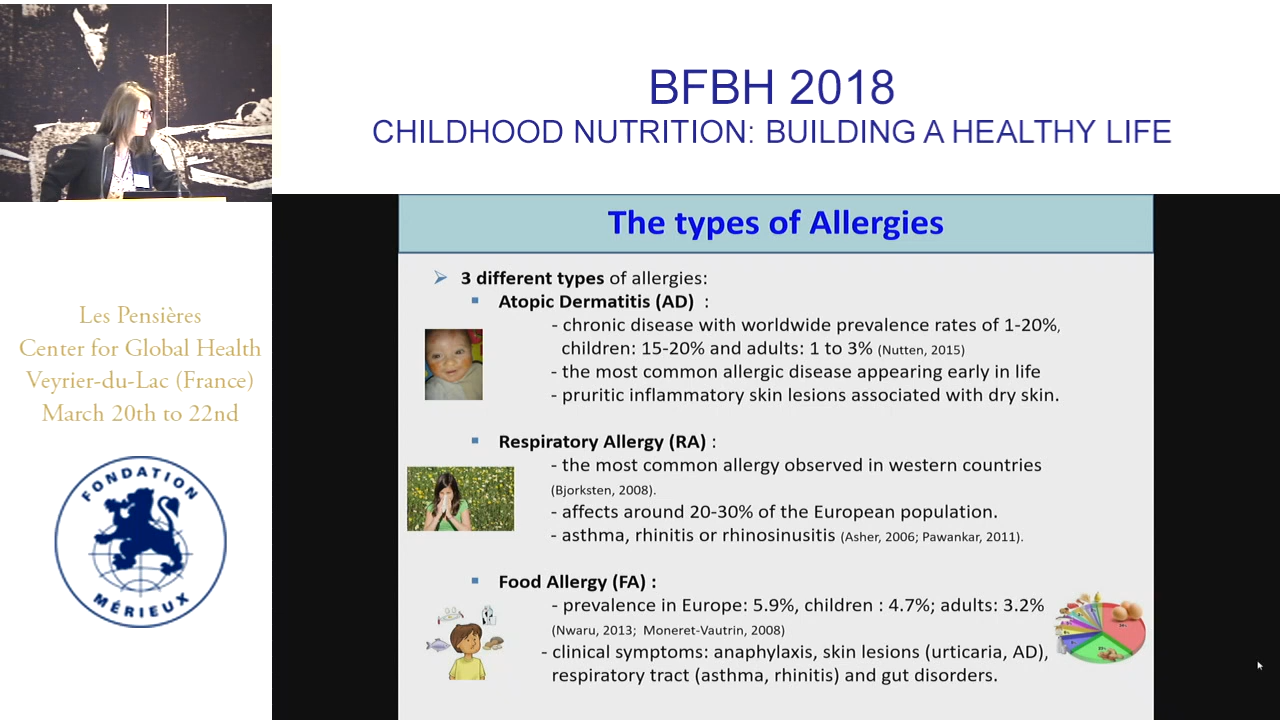 BFBH 2018
CHILDHOOD NUTRITION: BUILDING A HEALTHY LIFE
Les Pensières
Center for Global Health
Veyrier-du-Lac (France)
March 20th to 22nd
FONDATION
MÉRIEUX
The types of Allergies
➢ 3 different types of allergies:
▪ Atopic Dermatitis (AD) :
- chronic disease with worldwide prevalence rates of 1-20%,
children: 15-20% and adults: 1 to 3% (Nutten, 2015)
- the most common allergic disease appearing early in life
- pruritic inflammatory skin lesions associated with dry skin.
▪ Respiratory Allergy (RA) :
- the most common allergy observed in western countries
(Bjorksten, 2008).
- affects around 20-30% of the European population.
- asthma, rhinitis or rhinosinusitis (Asher, 2006; Pawankar, 2011).
▪ Food Allergy (FA) :
- prevalence in Europe: 5.9%, children : 4.7%; adults: 3.2%
(Nwaru, 2013; Moneret-Vautrin, 2008)
- clinical symptoms: anaphylaxis, skin lesions (urticaria, AD),
respiratory tract (asthma, rhinitis) and gut disorders.